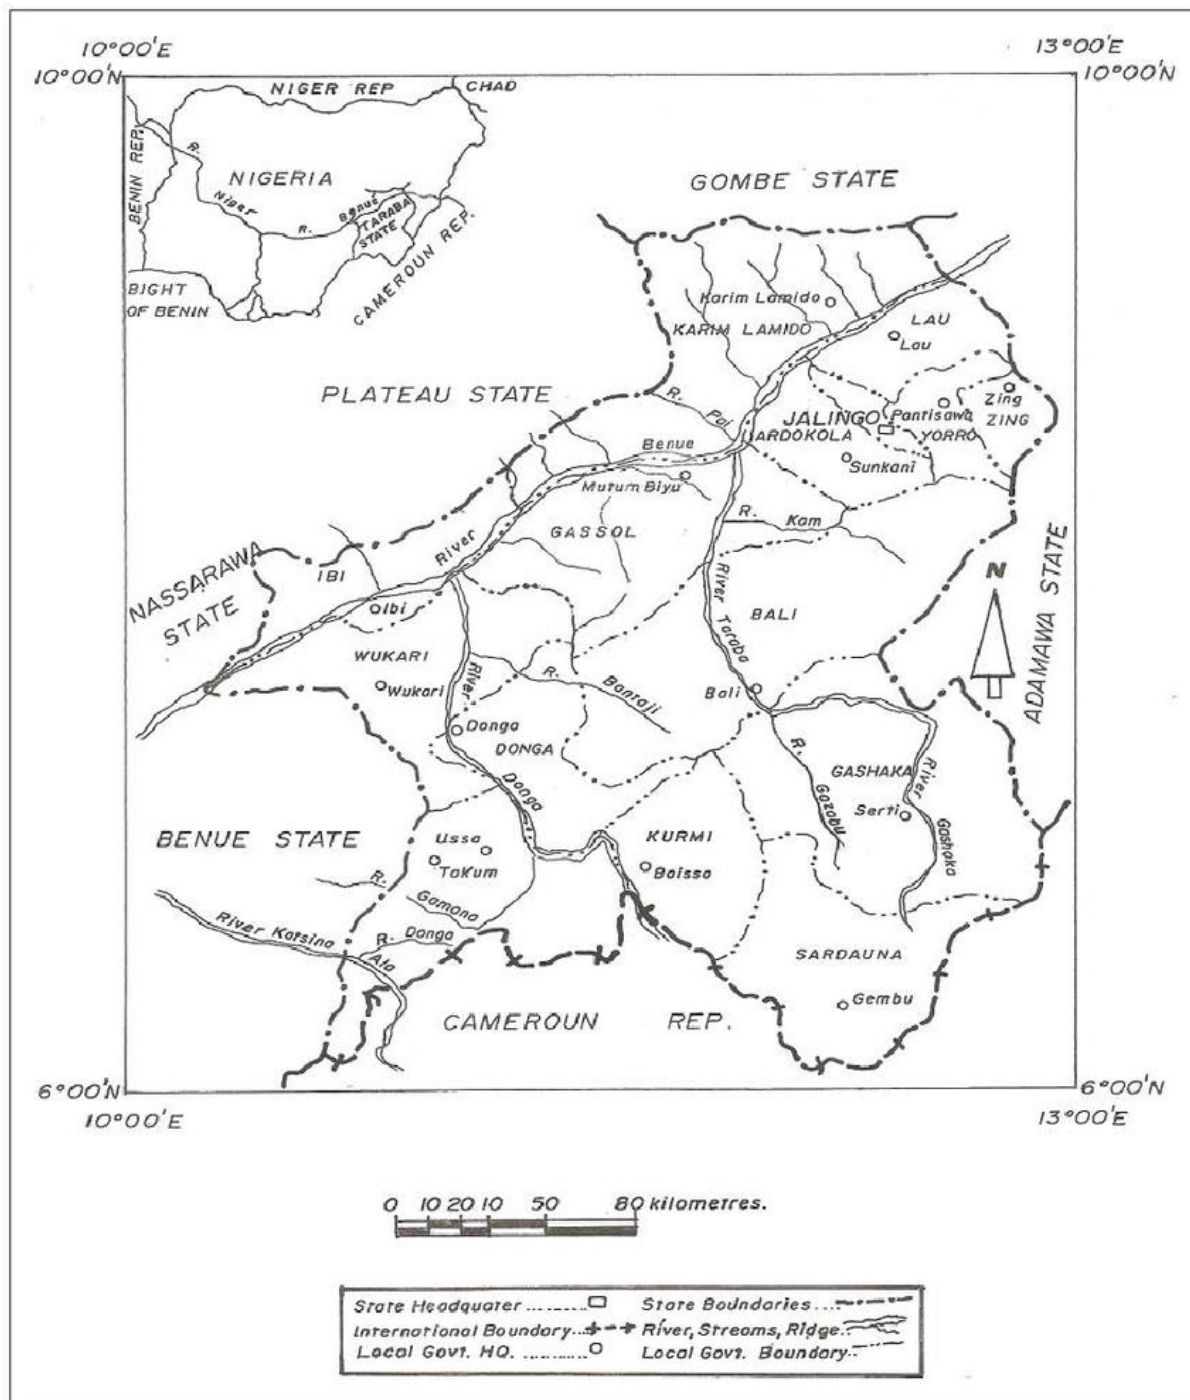 10°00'E
13°00'E
10°00'N
10°00'N
NIGER REP
CHAD
BENIN REP.
R.
Niger
NIGERIA
R.
Benue
TARABA
STATE
CAMEROUN REP.
BIGHT
OF BENIN
GOMBE STATE
Karim Lamido
KARIM LAMIDO
LAU
Lau
PLATEAU STATE
R. Pai
JALINGO
Pantisawa
Zing
ZING
ARDOKOLA
YORRO
Sunkani
Benue
Mutum Biyu
River
GASSOL
R. Kam
NASSARAWA
STATE
IBI
Ibi
River Taraba
BALI
ADAMAWA STATE
N
WUKARI
Wukari
River
R. Bantaji
Bali
Donga
DONGA
Donga
R.
Gazabu
GASHAKA
River
Serti
Gashaka
BENUE STATE
Ussa
Takum
KURMI
Baissa
R.
Gamana
River Katsina
Ala
R. Donga
SARDAUNA
Gembu
CAMEROUN REP.
6°00'N
6°00'N
10°00'E
13°00'E
0 10 20 10 50 80 kilometres.
State Headquater
State Boundaries
International Boundary
River, Streams, Ridge
Local Govt. HQ.
Local Govt. Boundary